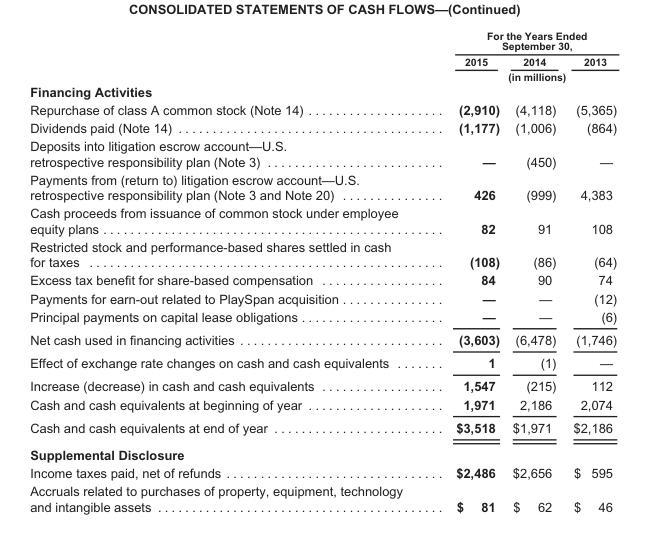 CONSOLIDATED STATEMENTS OF CASH FLOWS—(Continued)
For the Years Ended
September 30,
2015 2014 2013
(in millions)
Financing Activities
Repurchase of class A common stock (Note 14) . . . . . . . . . . . . . . . . . . . (2,910) (4,118) (5,365)
Dividends paid (Note 14) . . . . . . . . . . . . . . . . . . . . . . . . . . . . . . . . . . . . . (1,177) (1,006) (864)
Deposits into litigation escrow account—U.S.
retrospective responsibility plan (Note 3) . . . . . . . . . . . . . . . . . . . . . . . . — (450) —
Payments from (return to) litigation escrow account—U.S.
retrospective responsibility plan (Note 3 and Note 20) . . . . . . . . . . . . . . 426 (999) 4,383
Cash proceeds from issuance of common stock under employee
equity plans . . . . . . . . . . . . . . . . . . . . . . . . . . . . . . . . . . . . . . . . . . . . . . . 82 91 108
Restricted stock and performance-based shares settled in cash
for taxes . . . . . . . . . . . . . . . . . . . . . . . . . . . . . . . . . . . . . . . . . . . . . . . . . (108) (86) (64)
Excess tax benefit for share-based compensation . . . . . . . . . . . . . . . . . . 84 90 74
Payments for earn-out related to PlaySpan acquisition . . . . . . . . . . . . . . — — (12)
Principal payments on capital lease obligations . . . . . . . . . . . . . . . . . . . . — — (6)
Net cash used in financing activities . . . . . . . . . . . . . . . . . . . . . . . . . . . . (3,603) (6,478) (1,746)
Effect of exchange rate changes on cash and cash equivalents . . . . . . . 1 (1) —
Increase (decrease) in cash and cash equivalents . . . . . . . . . . . . . . . . . 1,547 (215) 112
Cash and cash equivalents at beginning of year . . . . . . . . . . . . . . . . . . . 1,971 2,186 2,074
Cash and cash equivalents at end of year . . . . . . . . . . . . . . . . . . . . . . . . $3,518 $1,971 $2,186
Supplemental Disclosure
Income taxes paid, net of refunds . . . . . . . . . . . . . . . . . . . . . . . . . . . . . . $2,486 $2,656 $ 595
Accruals related to purchases of property, equipment, technology
and intangible assets . . . . . . . . . . . . . . . . . . . . . . . . . . . . . . . . . . . . . . . $ 81 $ 62 $ 46